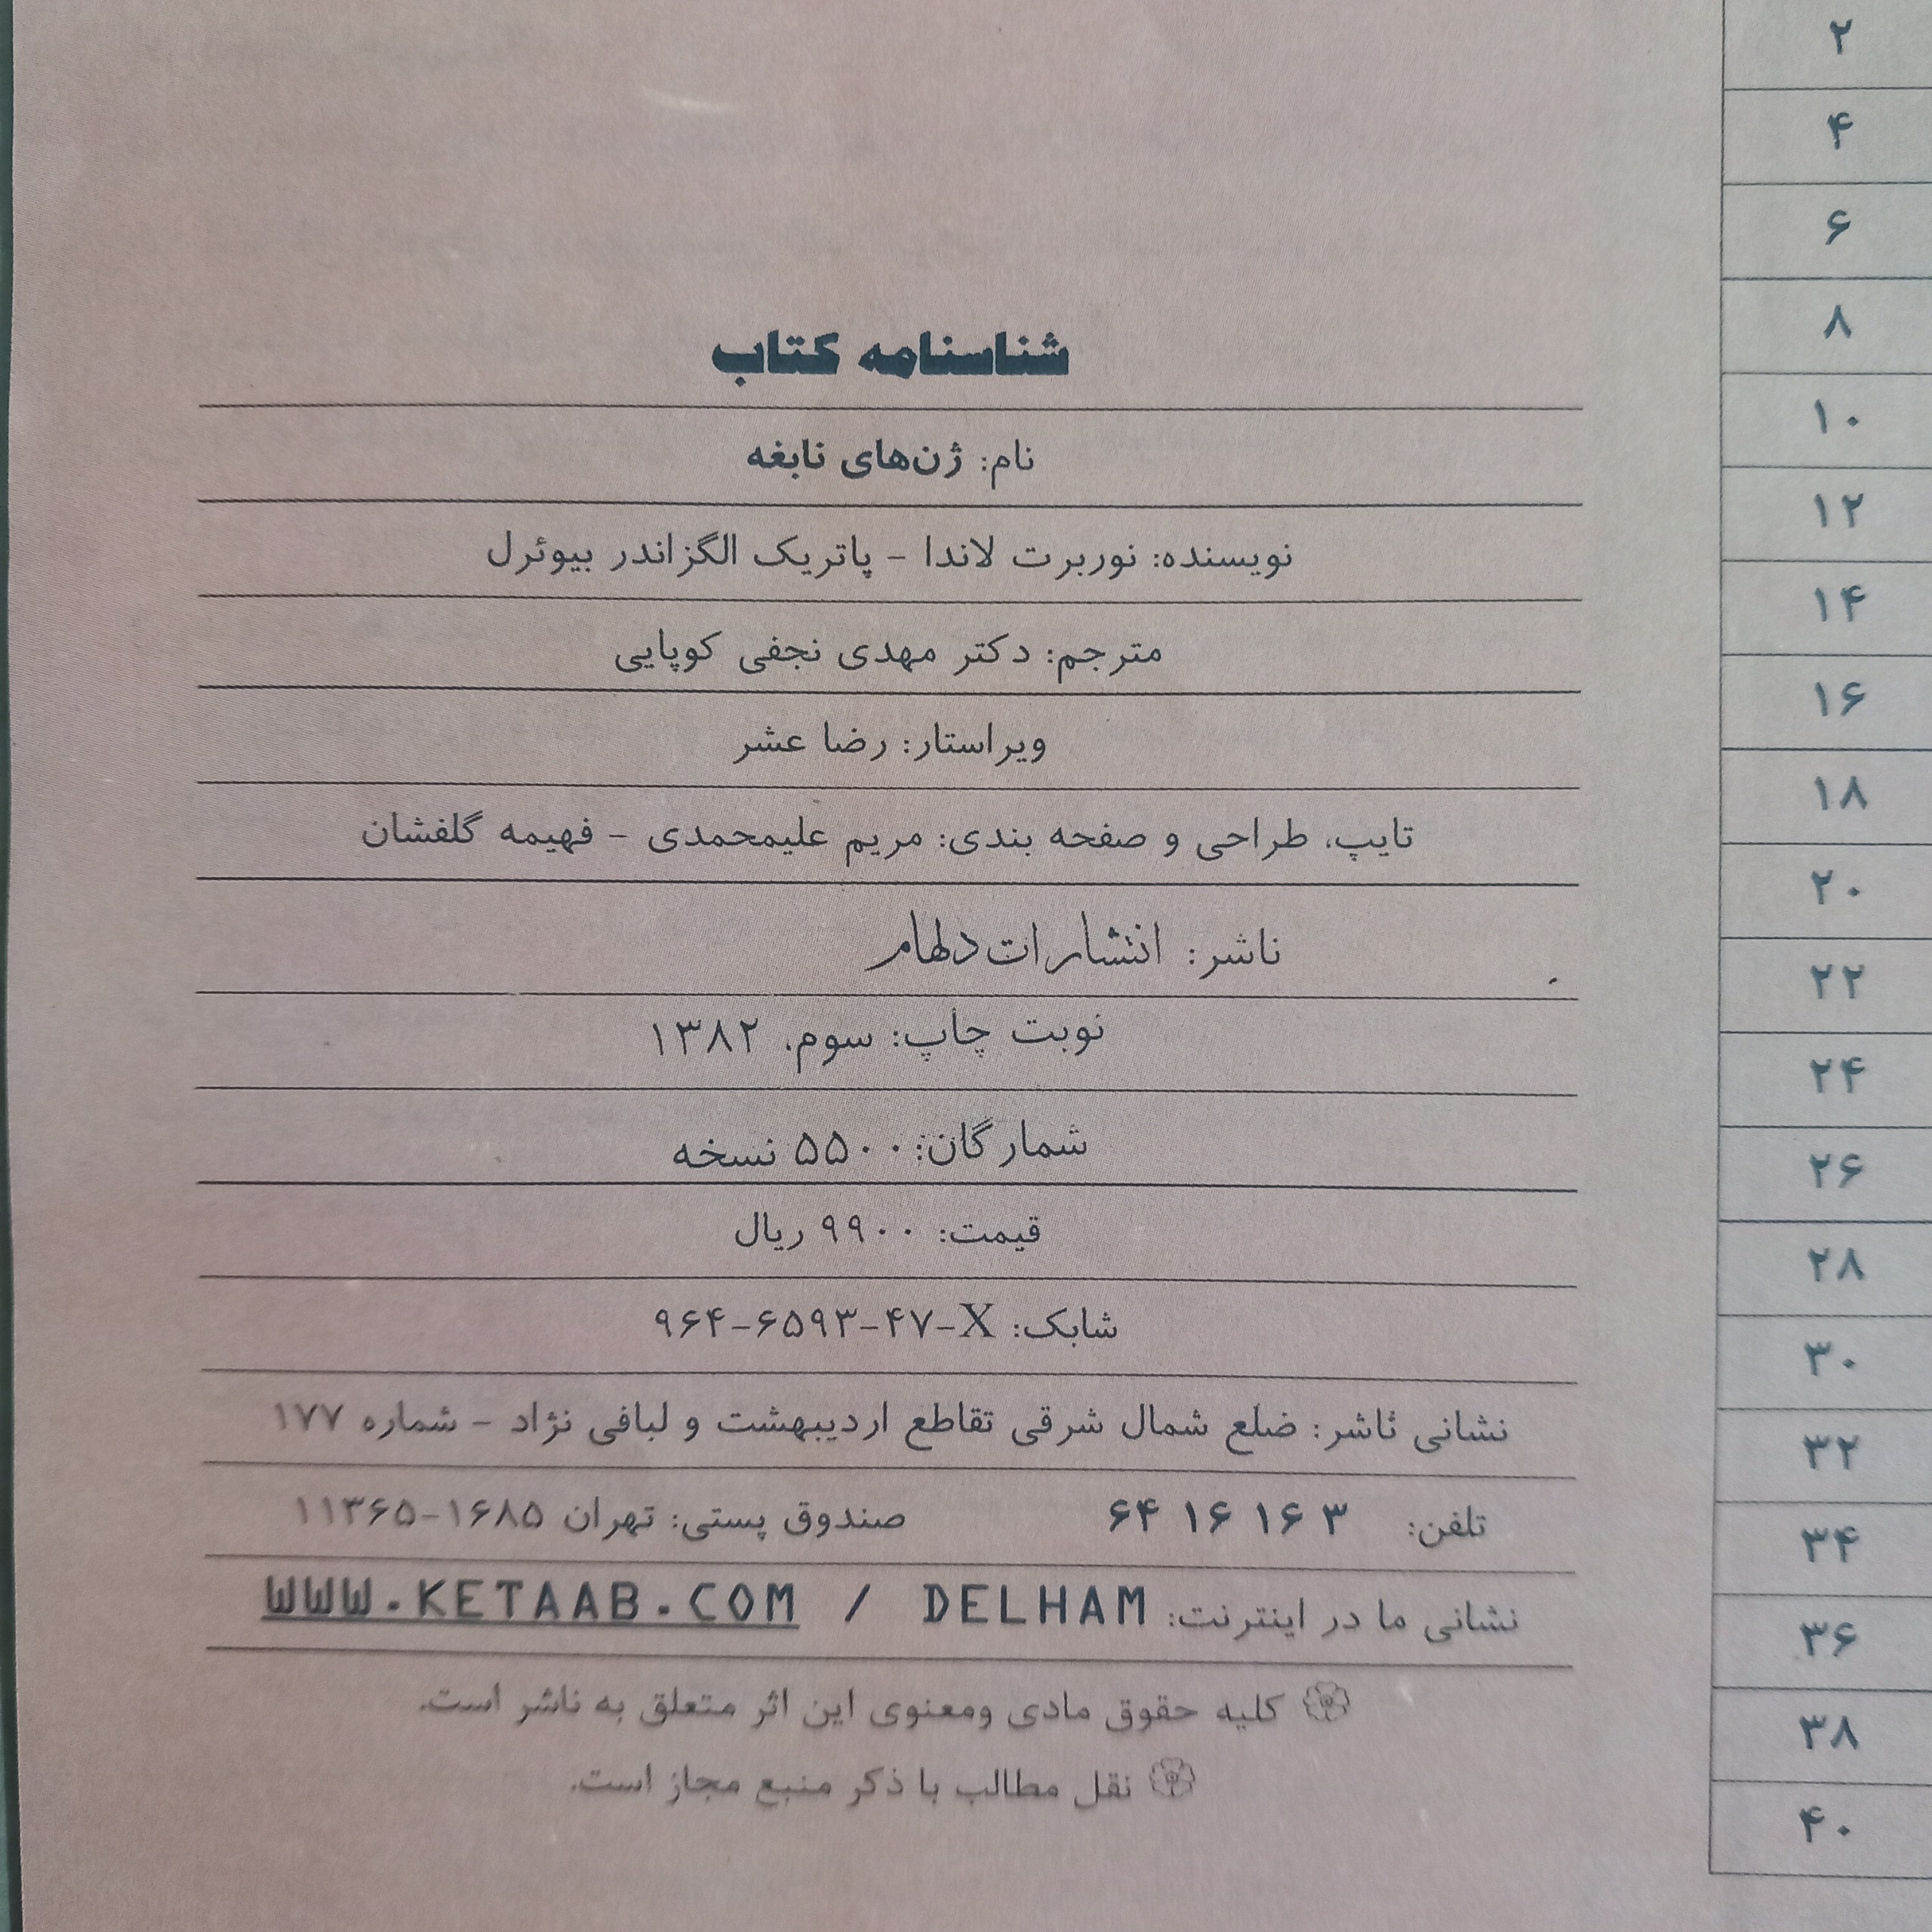 شناسنامه کتاب
نام: ژن‌های نابغه
نویسنده: نوربرت لاندا - پاتریک الگزاندر بیوئرل
مترجم: دکتر مهدی نجفی کوپایی
ویراستار: رضا عشر
تایپ، طراحی و صفحه بندی: مریم علیمحمدی - فهیمه گلفشان
ناشر: انتشارات دلهام
نوبت چاپ: سوم، ۱۳۸۲
شمارگان: ۵۵۰۰ نسخه
قیمت: ۹۹۰۰ ریال
شابک: ۹۶۴-۶۵۹۳-۴۷-X
نشانی ناشر: ضلع شمال شرقی تقاطع اردیبهشت و لبافی نژاد - شماره ۱۷۷
تلفن: ۶۴ ۱۶ ۱۶ ۳ صندوق پستی: تهران ۱۶۸۵-۱۱۳۶۵
نشانی ما در اینترنت: WWW.KETAAB.COM / DELHAM
کلیه حقوق مادی ومعنوی این اثر متعلق به ناشر است.
نقل مطالب با ذکر منبع مجاز است.
۲
۴
۶
۸
۱۰
۱۲
۱۴
۱۶
۱۸
۲۰
۲۲
۲۴
۲۶
۲۸
۳۰
۳۲
۳۴
۳۶
۳۸
۴۰